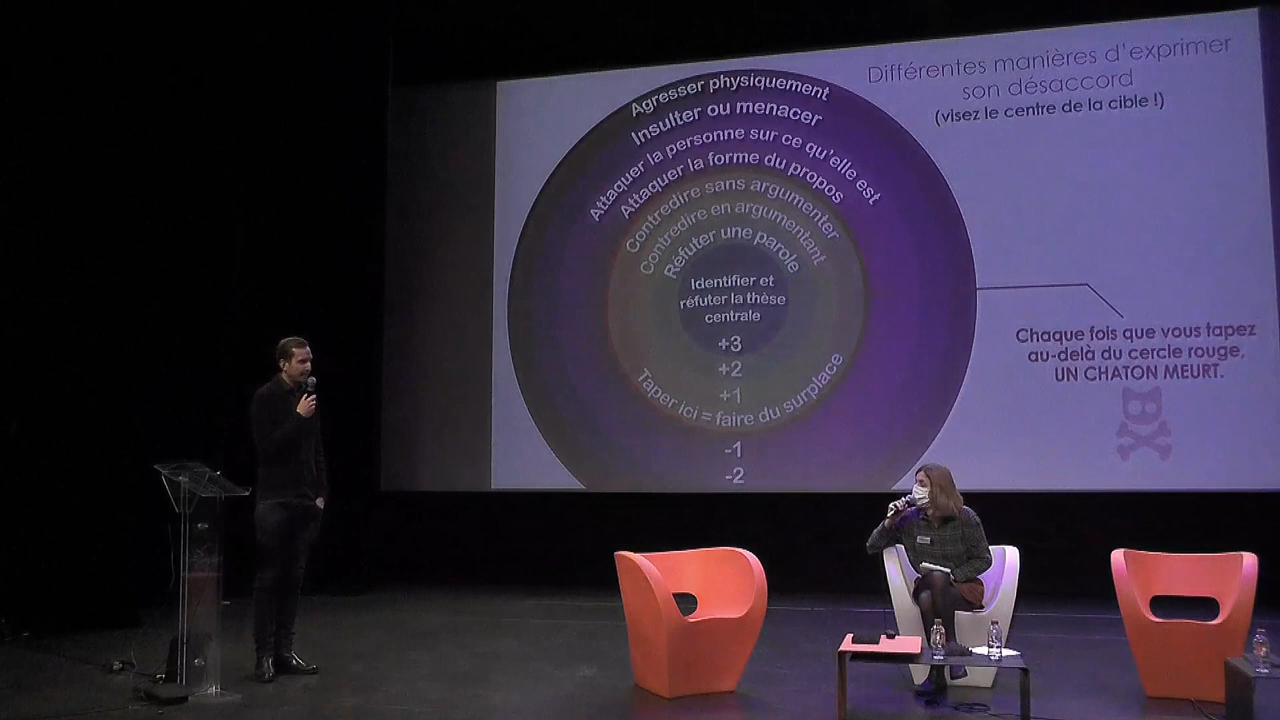 Différentes manières d'exprimer
son désaccord
(visez le centre de la cible !)
Agresser physiquement
Insulter ou menacer
Attaquer la personne sur ce qu'elle est
Attaquer la forme du propos
Contredire sans argumenter
Contredire en argumentant
Réfuter une parole
Identifier et
réfuter la thèse
centrale
+3
+2
+1
Taper ici = faire du surplace
-1
-2
Chaque fois que vous tapez
au-delà du cercle rouge,
UN CHATON MEURT.